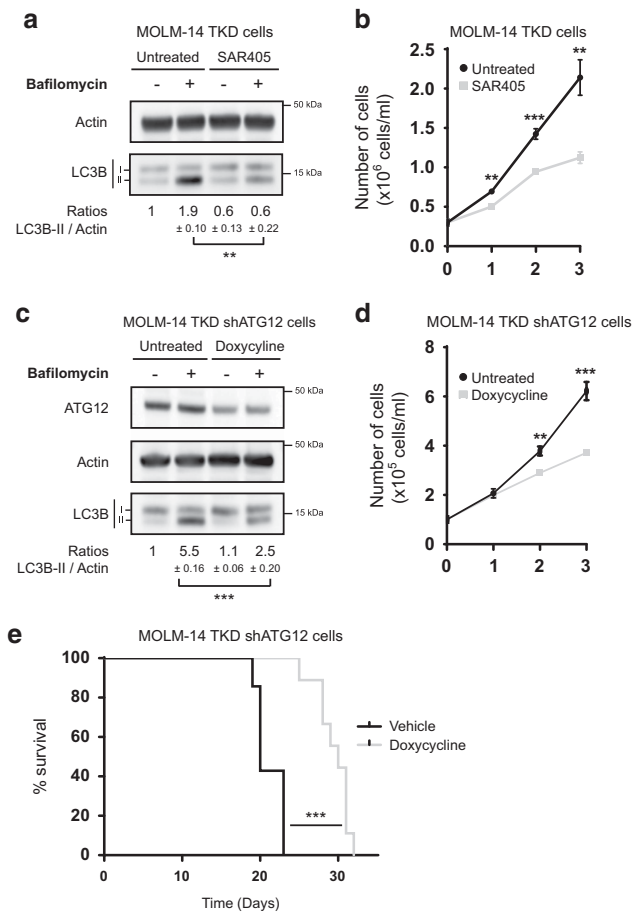 a
MOLM-14 TKD cells
Untreated SAR405
Bafilomycin - + - +
50 kDa
Actin
LC3B I II
15 kDa
Ratios 1 1.9 0.6 0.6
LC3B-II / Actin ± 0.10 ± 0.13 ± 0.22
**
b
MOLM-14 TKD cells
Number of cells
(x10⁶ cells/ml)
2.5
2.0
1.5
1.0
0.5
0.0
Untreated
SAR405
**
***
**
0 1 2 3
c
MOLM-14 TKD shATG12 cells
Untreated Doxycycline
Bafilomycin - + - +
50 kDa
ATG12
50 kDa
Actin
LC3B I II
15 kDa
Ratios 1 5.5 1.1 2.5
LC3B-II / Actin ± 0.16 ± 0.06 ± 0.20
***
d
MOLM-14 TKD shATG12 cells
Number of cells
(x10⁵ cells/ml)
8
6
4
2
0
Untreated
Doxycycline
**
***
0 1 2 3
e
MOLM-14 TKD shATG12 cells
% survival
100
80
60
40
20
0
Vehicle
Doxycycline
***
0 10 20 30
Time (Days)